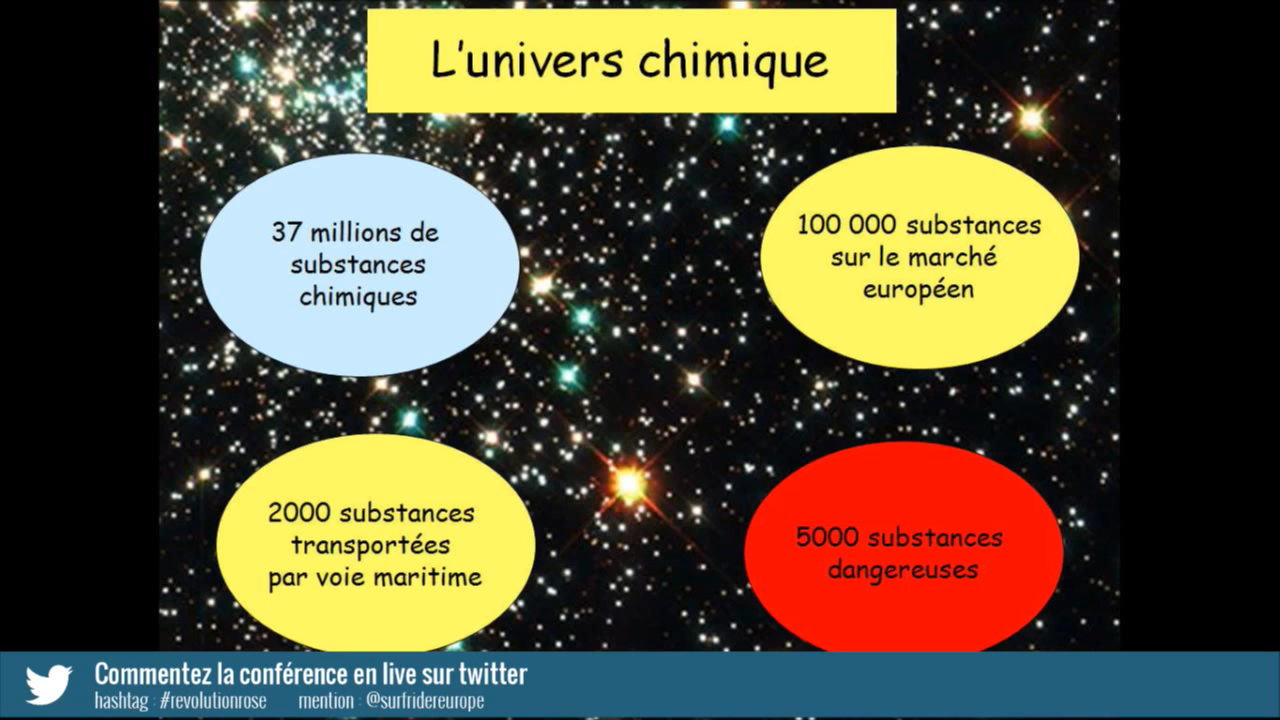 L'univers chimique
37 millions de
substances
chimiques
100 000 substances
sur le marché
européen
2000 substances
transportées
par voie maritime
5000 substances
dangereuses
Commentez la conférence en live sur twitter
hashtag : #revolutionrose mention : @surfridereurope